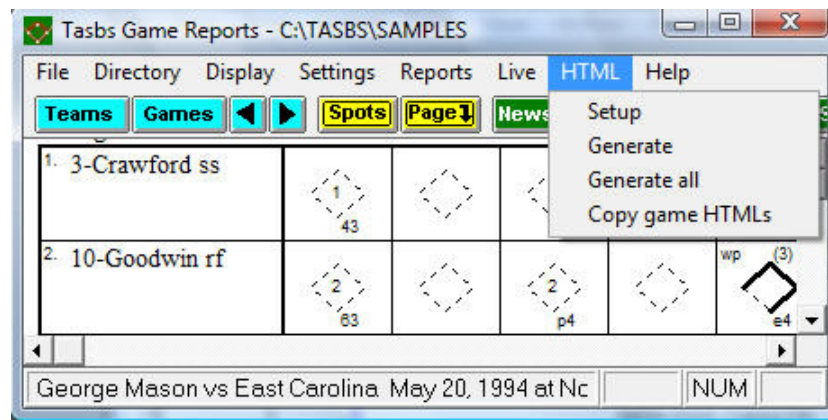 Tasbs Game Reports - C:\TASBS\SAMPLES
File Directory Display Settings Reports Live HTML Help
Teams Games Spots Page News
Setup
Generate
Generate all
Copy game HTMLs
1. 3-Crawford ss
1
43
2. 10-Goodwin rf
2
63
2
p4
wp (3)
e4
George Mason vs East Carolina May 20, 1994 at Nc
NUM